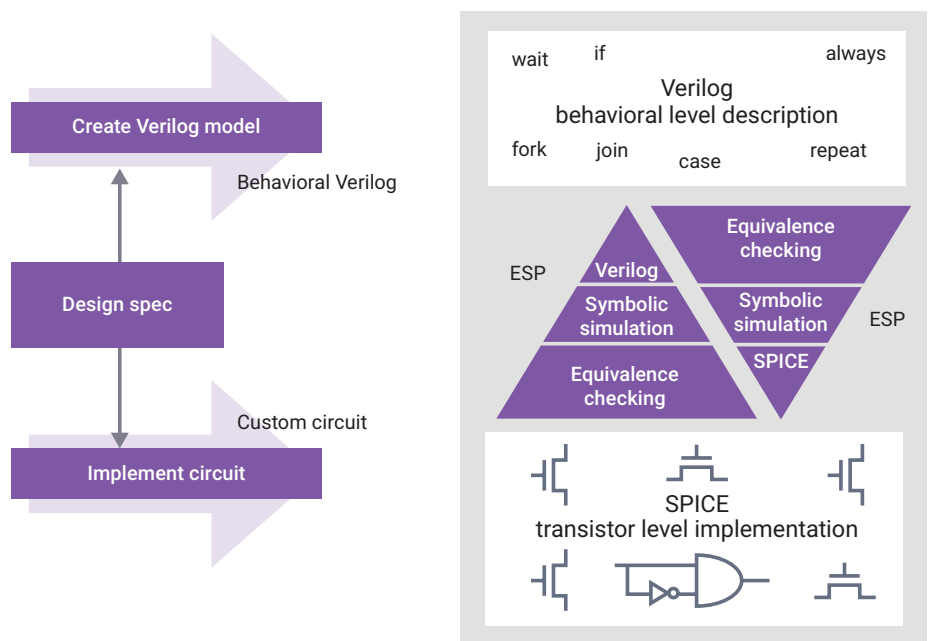 Create Verilog model
Behavioral Verilog
Design spec
Custom circuit
Implement circuit
wait if always
Verilog
behavioral level description
fork join case repeat
ESP
Verilog
Symbolic
simulation
Equivalence
checking
Equivalence
checking
Symbolic
simulation
SPICE
ESP
SPICE
transistor level implementation